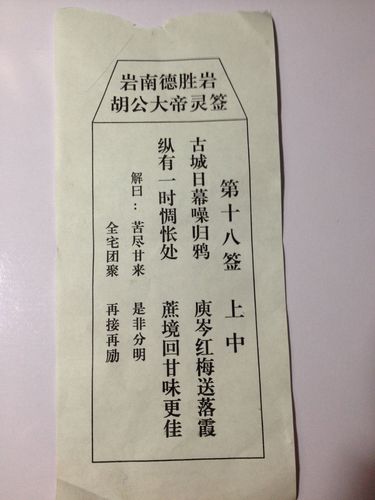 岩南德胜岩
胡公大帝灵签
第十八签 上中
古城日暮噪归鸦 庾岑红梅送落霞
纵有一时惆怅处 蔗境回甘味更佳
解曰：苦尽甘来 是非分明
全宅团聚 再接再励